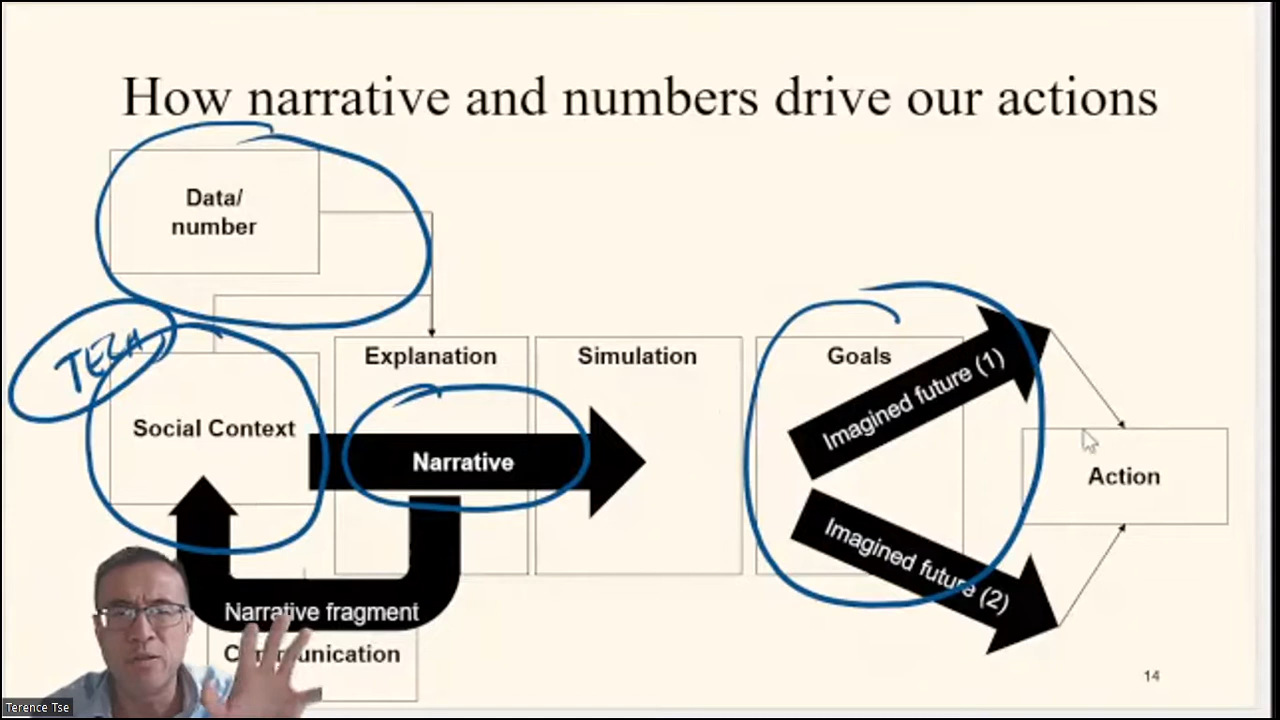 How narrative and numbers drive our actions
Data/
number
TECH
Explanation
Simulation
Goals
Imagined future (1)
Social Context
Narrative
Action
Imagined future (2)
Narrative fragment
Communication
14
Terence Tse